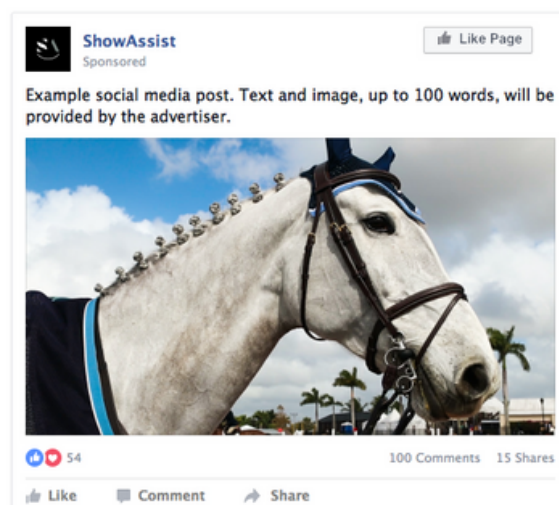 ShowAssist
Like Page
Sponsored
Example social media post. Text and image, up to 100 words, will be
provided by the advertiser.
54
100 Comments 15 Shares
Like Comment Share